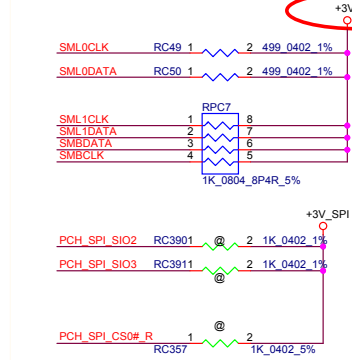 +3V
SML0CLK RC49 1 2 499_0402_1%
SML0DATA RC50 1 2 499_0402_1%
RPC7
SML1CLK 1 8
SML1DATA 2 7
SMBDATA 3 6
SMBCLK 4 5
1K_0804_8P4R_5%
+3V_SPI
PCH_SPI_SIO2 RC3901 @ 2 1K_0402_1%
PCH_SPI_SIO3 RC3911 2 1K_0402_1%
@
@
PCH_SPI_CS0#_R 1 2
RC357 1K_0402_5%